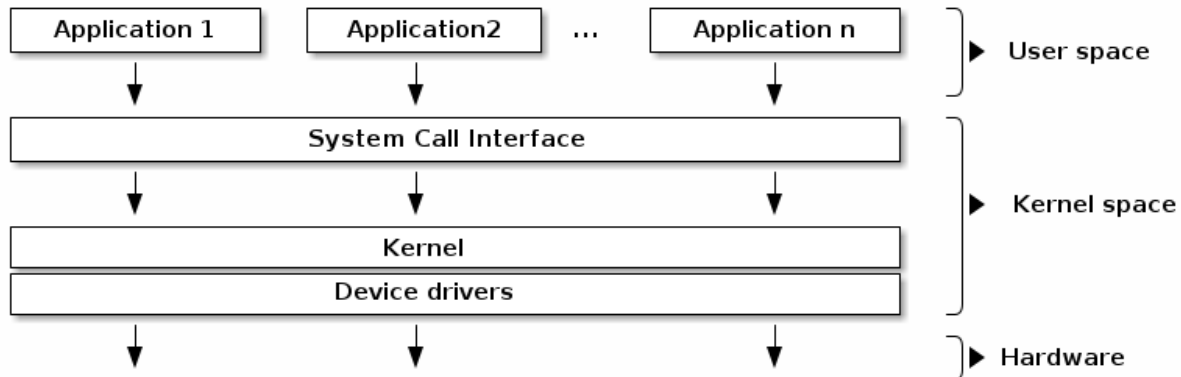 Application 1
Application2
...
Application n
User space
System Call Interface
Kernel space
Kernel
Device drivers
Hardware